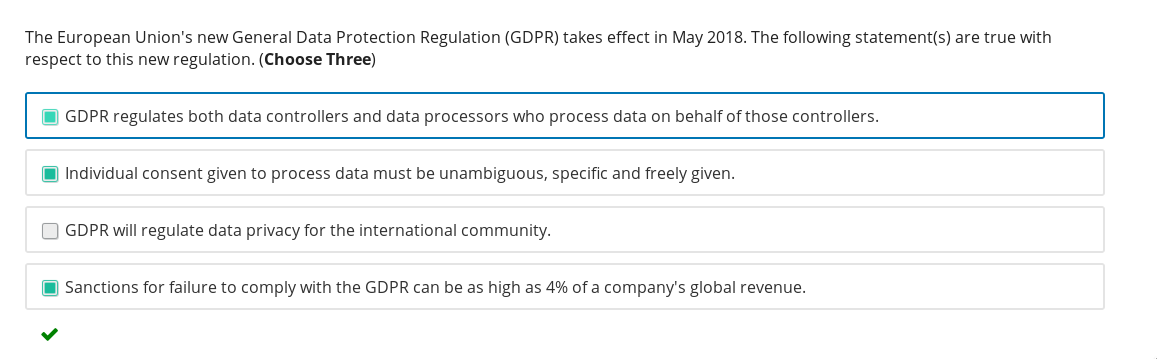 The European Union's new General Data Protection Regulation (GDPR) takes effect in May 2018. The following statement(s) are true with
respect to this new regulation. (Choose Three)
GDPR regulates both data controllers and data processors who process data on behalf of those controllers.
Individual consent given to process data must be unambiguous, specific and freely given.
GDPR will regulate data privacy for the international community.
Sanctions for failure to comply with the GDPR can be as high as 4% of a company's global revenue.